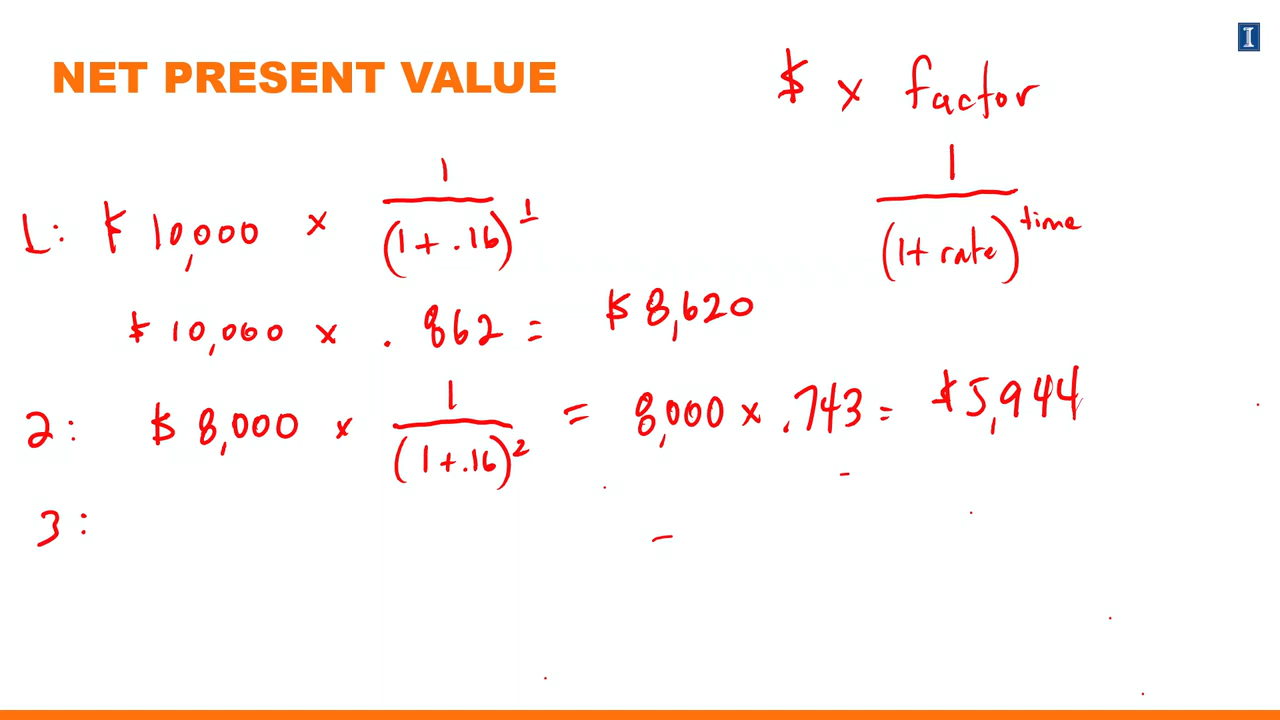 NET PRESENT VALUE
$ x factor
1 / (1 + rate)^time
1: $ 10,000 x 1 / (1 + .16)^1
$ 10,000 x .862 = $ 8,620
2: $ 8,000 x 1 / (1 + .16)^2 = 8,000 x .743 = $5,944
3:
I